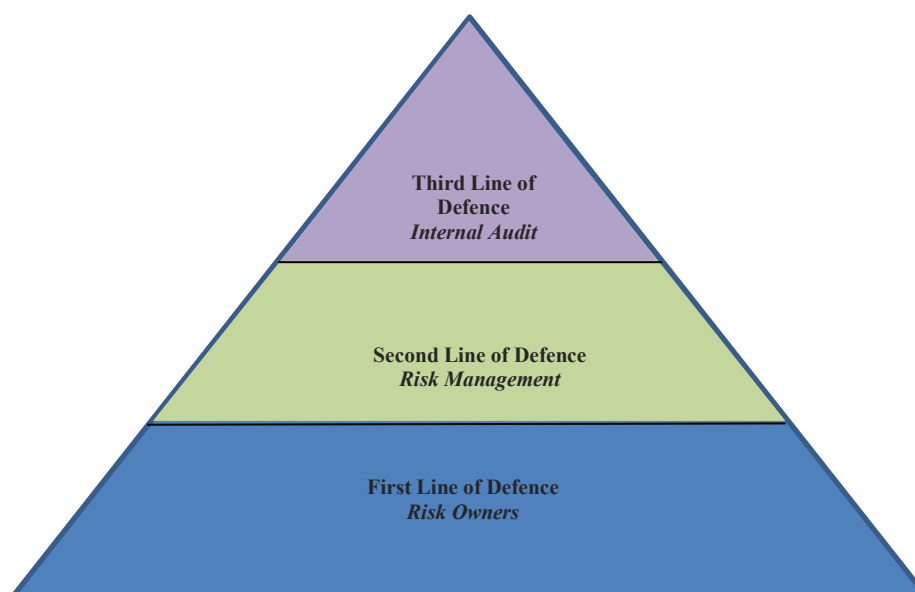 Third Line of
Defence
Internal Audit
Second Line of Defence
Risk Management
First Line of Defence
Risk Owners